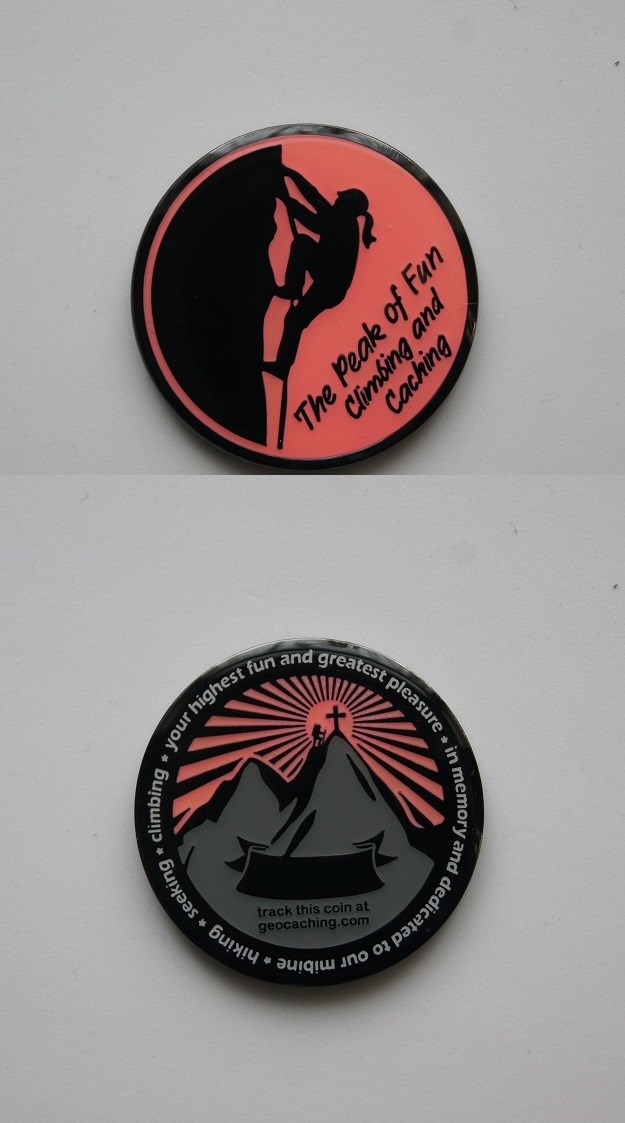 The Peak of Fun
Climbing and
Caching
your highest fun and greatest pleasure * in memory and dedicated to our mibine * hiking * seeking * climbing *
track this coin at
geocaching.com